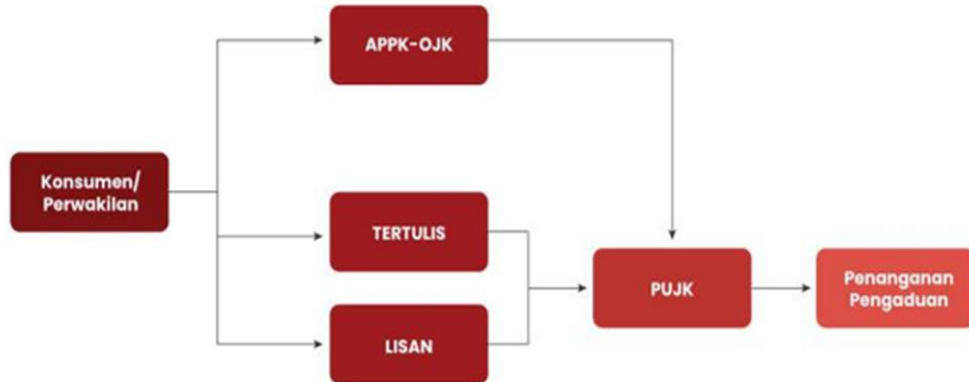 APPK-OJK
Konsumen/
Perwakilan
TERTULIS
PUJK
Penanganan
Pengaduan
LISAN